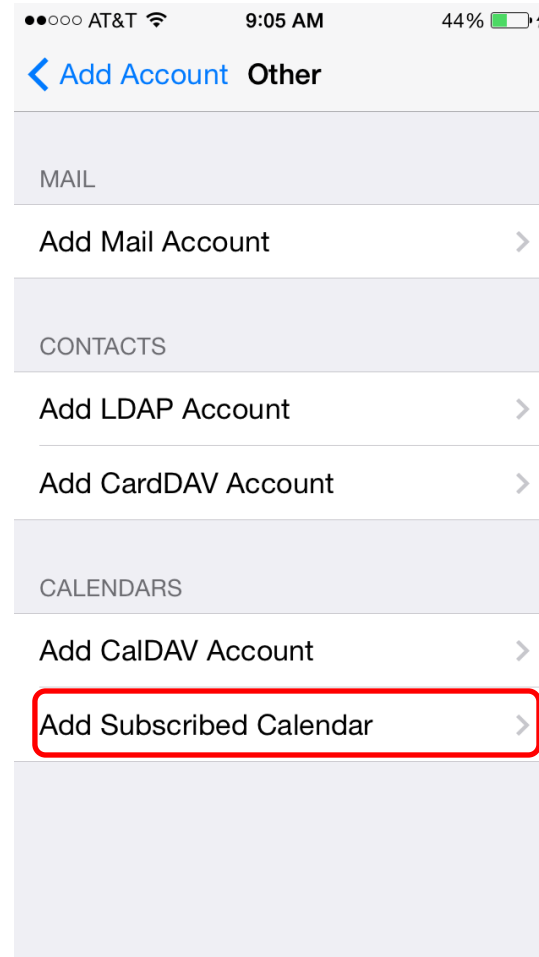 AT&T 9:05 AM 44%
Add Account Other
MAIL
Add Mail Account
CONTACTS
Add LDAP Account
Add CardDAV Account
CALENDARS
Add CalDAV Account
Add Subscribed Calendar